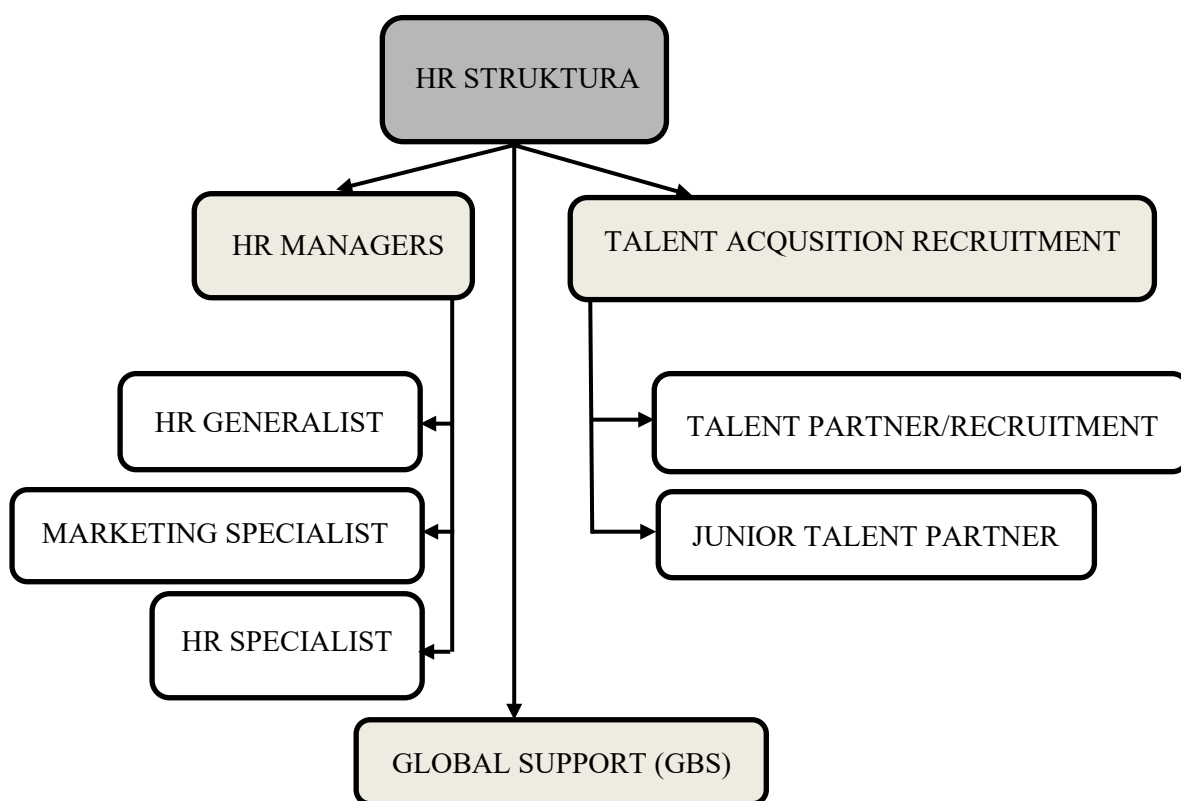 HR STRUKTURA
HR MANAGERS
TALENT ACQUSITION RECRUITMENT
HR GENERALIST
TALENT PARTNER/RECRUITMENT
MARKETING SPECIALIST
JUNIOR TALENT PARTNER
HR SPECIALIST
GLOBAL SUPPORT (GBS)